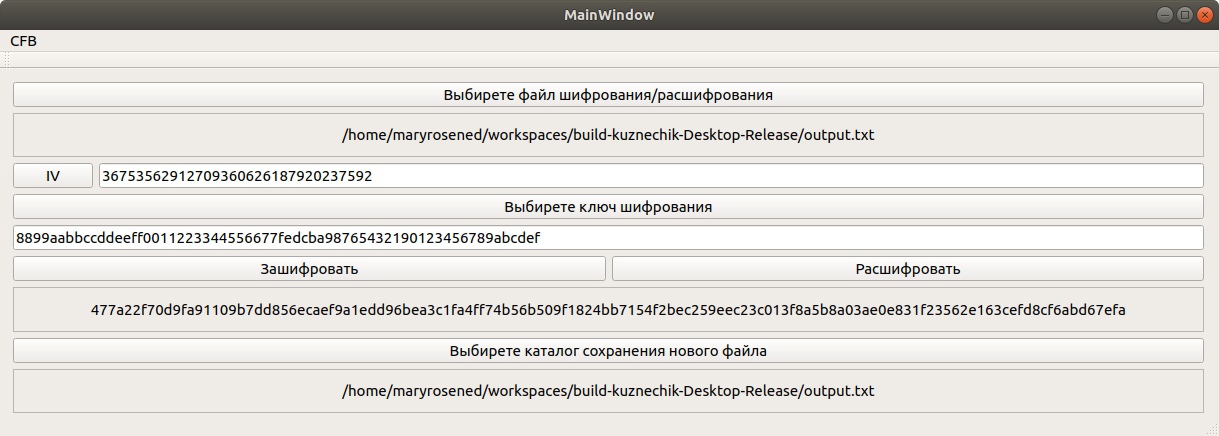 MainWindow
CFB
Выбирете файл шифрования/расшифрования
/home/maryrosened/workspaces/build-kuznechik-Desktop-Release/output.txt
IV 36753562912709360626187920237592
Выбирете ключ шифрования
8899aabbccddeeff0011223344556677fedcba98765432190123456789abcdef
Зашифровать Расшифровать
477a22f70d9fa91109b7dd856ecaef9a1edd96bea3c1fa4ff74b56b509f1824bb7154f2bec259eec23c013f8a5b8a03ae0e831f23562e163cefd8cf6abd67efa
Выбирете каталог сохранения нового файла
/home/maryrosened/workspaces/build-kuznechik-Desktop-Release/output.txt